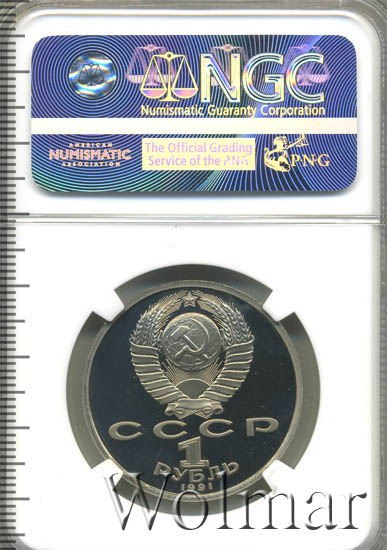 NGC
Numismatic Guaranty Corporation
AMERICAN
NUMISMATIC
ASSOCIATION
The Official Grading
Service of the PNG
PNG
СССР
1
РУБЛЬ
1991
Wolmar